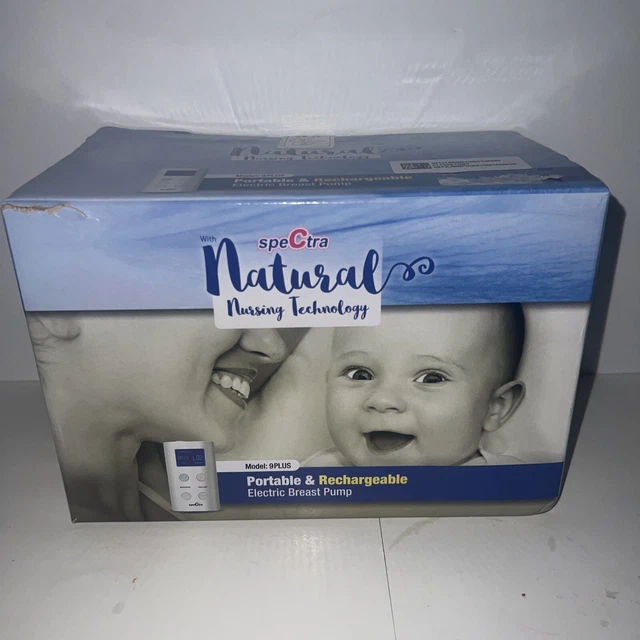 Natural
Nursing Technology
Portable & Rechargeable
Electric Breast Pump
With
speCtra
Natural
Nursing Technology
Model: 9PLUS
Portable & Rechargeable
Electric Breast Pump